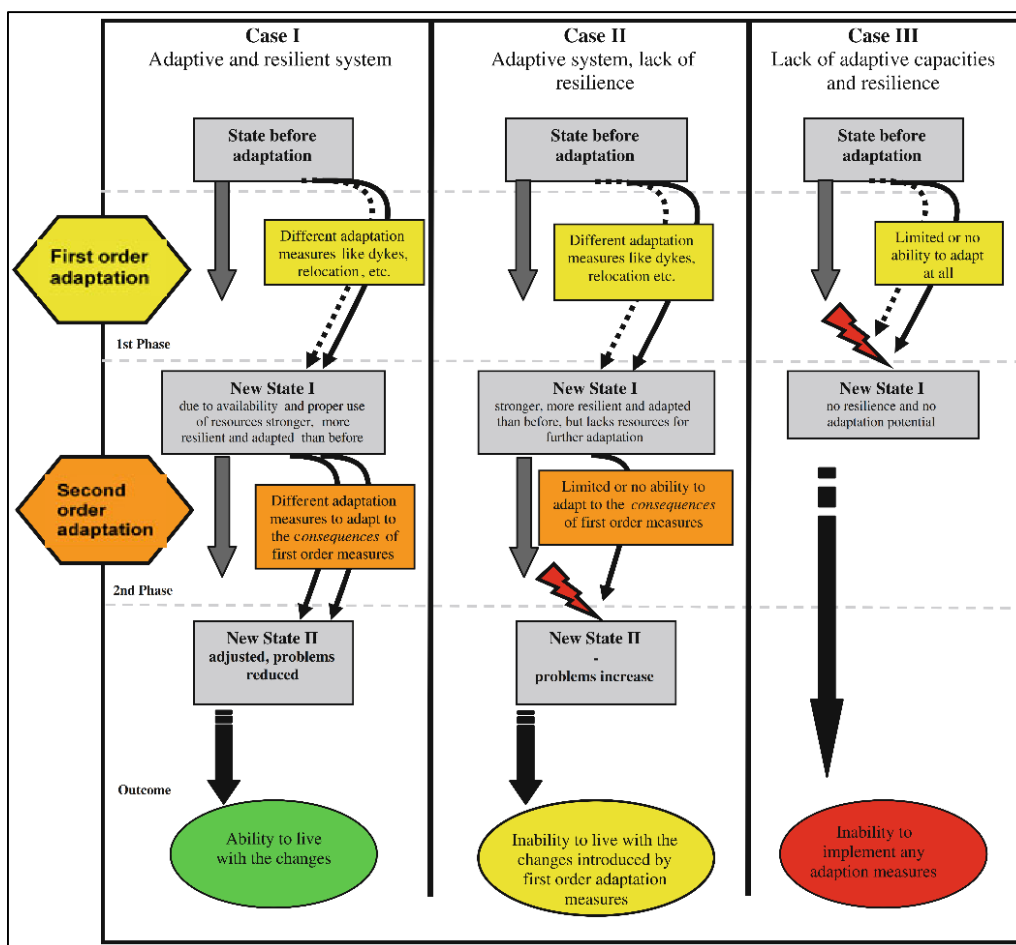 Case I
Adaptive and resilient system
Case II
Adaptive system, lack of
resilience
Case III
Lack of adaptive capacities
and resilience
State before
adaptation
State before
adaptation
State before
adaptation
First order
adaptation
Different adaptation
measures like dykes,
relocation, etc.
Different adaptation
measures like dykes,
relocation etc.
Limited or no
ability to adapt
at all
1st Phase
New State I
due to availability and proper use
of resources stronger, more
resilient and adapted than before
New State I
stronger, more resilient and adapted
than before, but lacks resources for
further adaptation
New State I
no resilience and no
adaptation potential
Second
order
adaptation
Different adaptation
measures to adapt to
the consequences of
first order measures
Limited or no ability to
adapt to the consequences
of first order measures
2nd Phase
New State II
adjusted, problems
reduced
New State II
-
problems increase
Outcome
Ability to live
with the changes
Inability to live with the
changes introduced by
first order adaptation
measures
Inability to
implement any
adaption measures